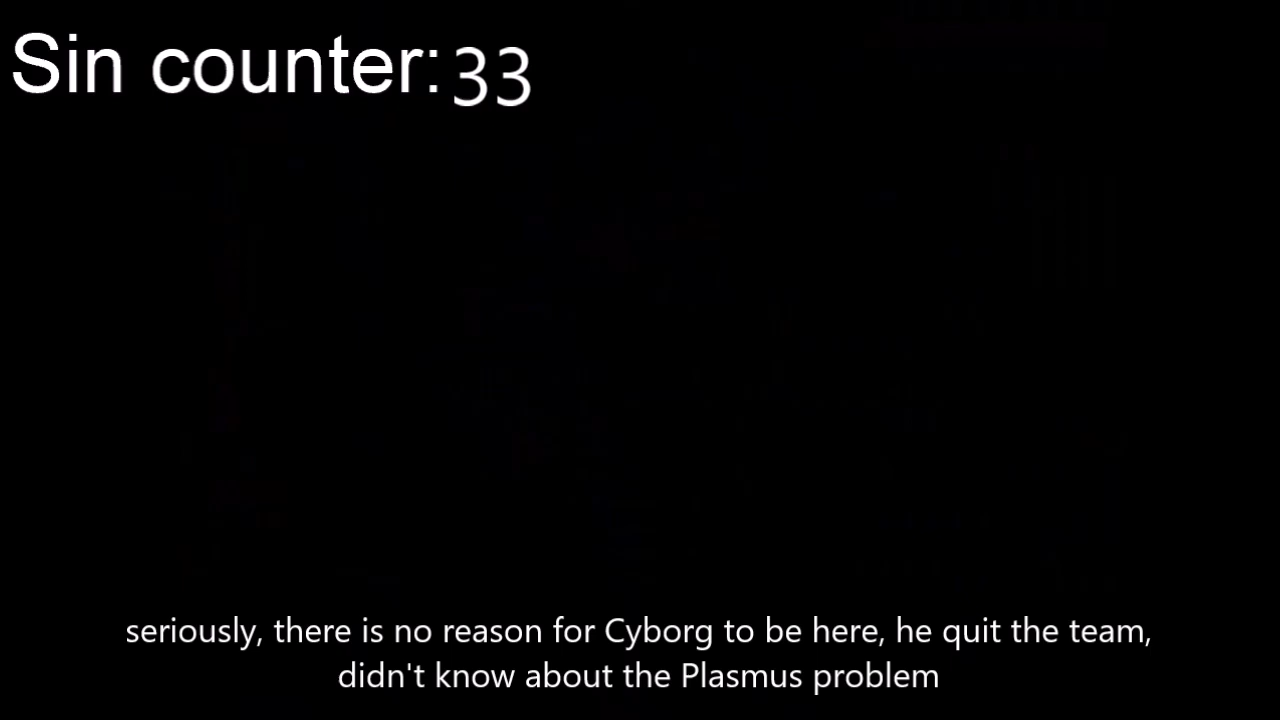 Sin counter: 33
seriously, there is no reason for Cyborg to be here, he quit the team,
didn't know about the Plasmus problem